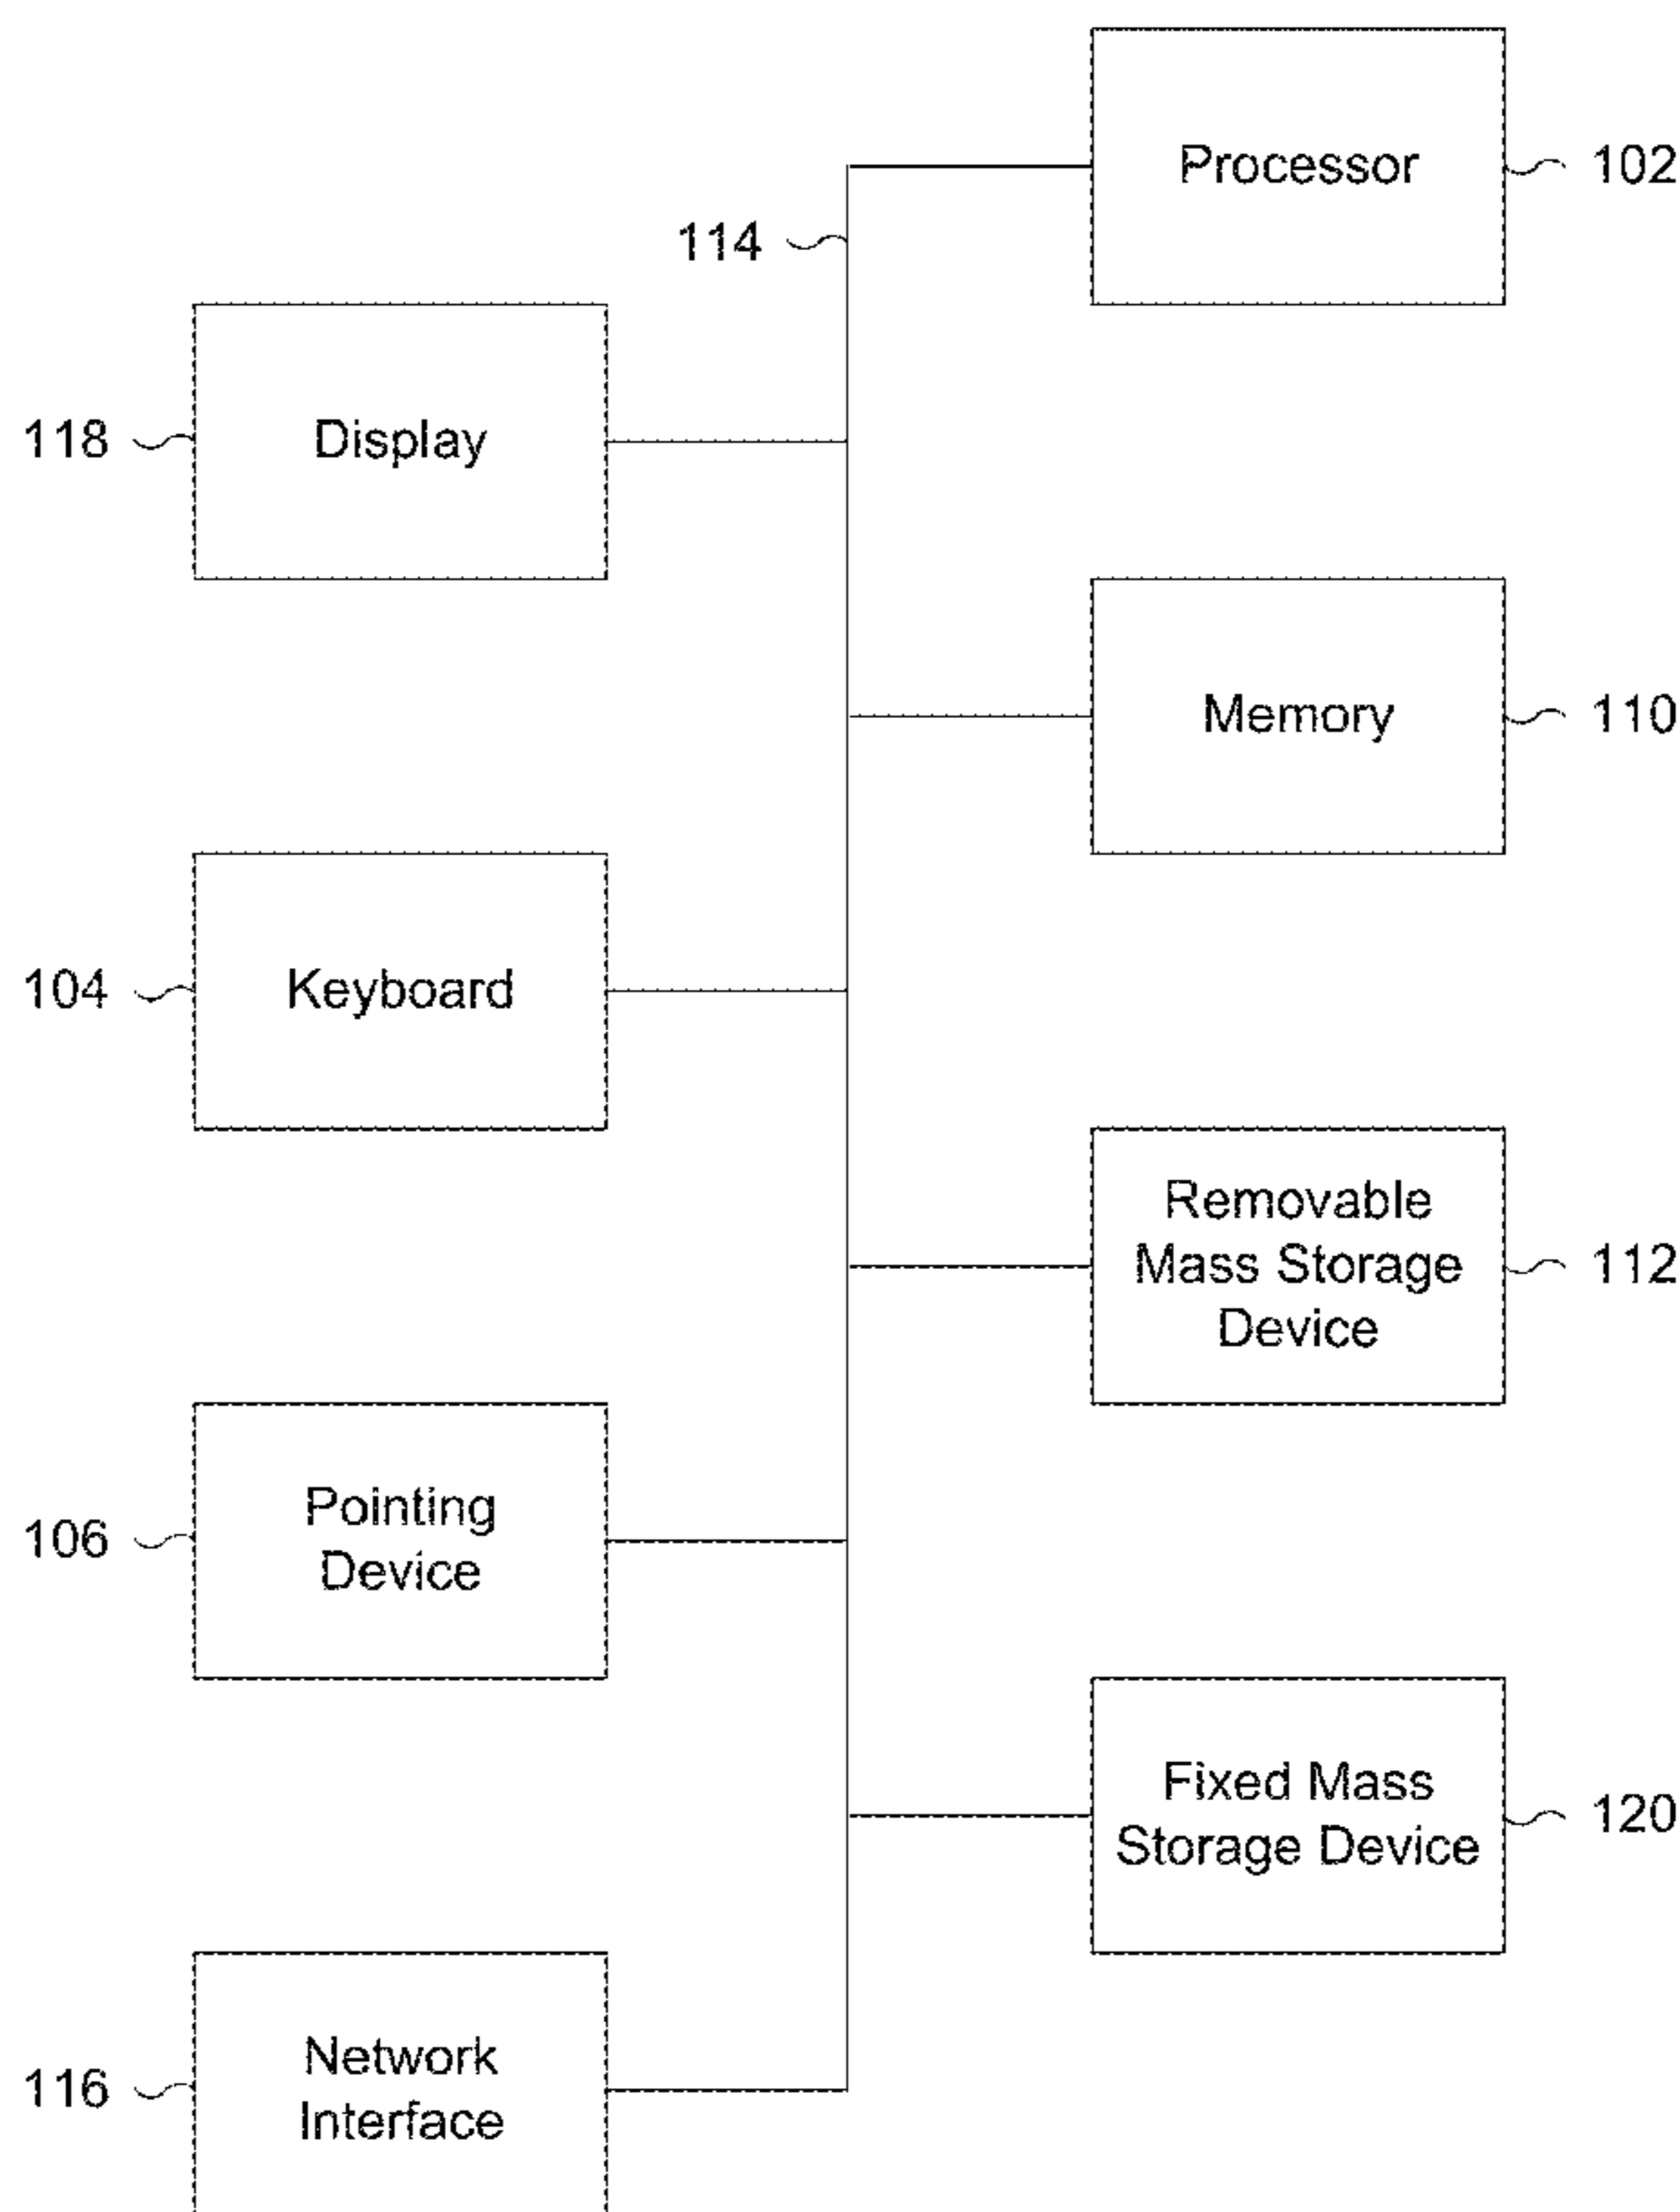 Processor
102
114
118
Display
Memory
110
104
Keyboard
Removable
Mass Storage
Device
112
106
Pointing
Device
Fixed Mass
Storage Device
120
116
Network
Interface